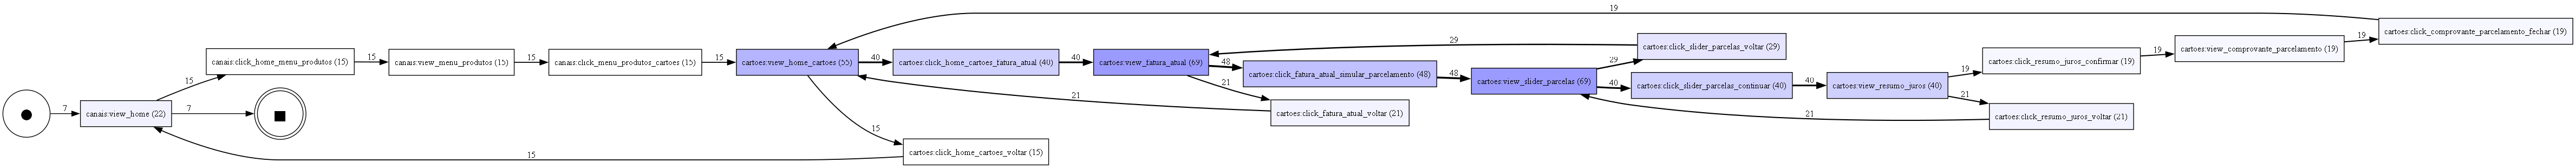 19
cartoes:click_comprovante_parcelamento_fechar (19)
29
cartoes:click_slider_parcelas_voltar (29)
19
cartoes:view_comprovante_parcelamento (19)
19
canais:click_home_menu_produtos (15)
15
canais:view_menu_produtos (15)
15
canais:click_menu_produtos_cartoes (15)
15
cartoes:view_home_cartoes (55)
40
cartoes:click_home_cartoes_fatura_atual (40)
40
cartoes:view_fatura_atual (69)
48
cartoes:click_fatura_atual_simular_parcelamento (48)
48
cartoes:view_slider_parcelas (69)
29
40
cartoes:click_slider_parcelas_continuar (40)
40
cartoes:view_resumo_juros (40)
19
cartoes:click_resumo_juros_confirmar (19)
15
21
21
21
7
canais:view_home (22)
7
cartoes:click_fatura_atual_voltar (21)
21
cartoes:click_resumo_juros_voltar (21)
15
cartoes:click_home_cartoes_voltar (15)
15